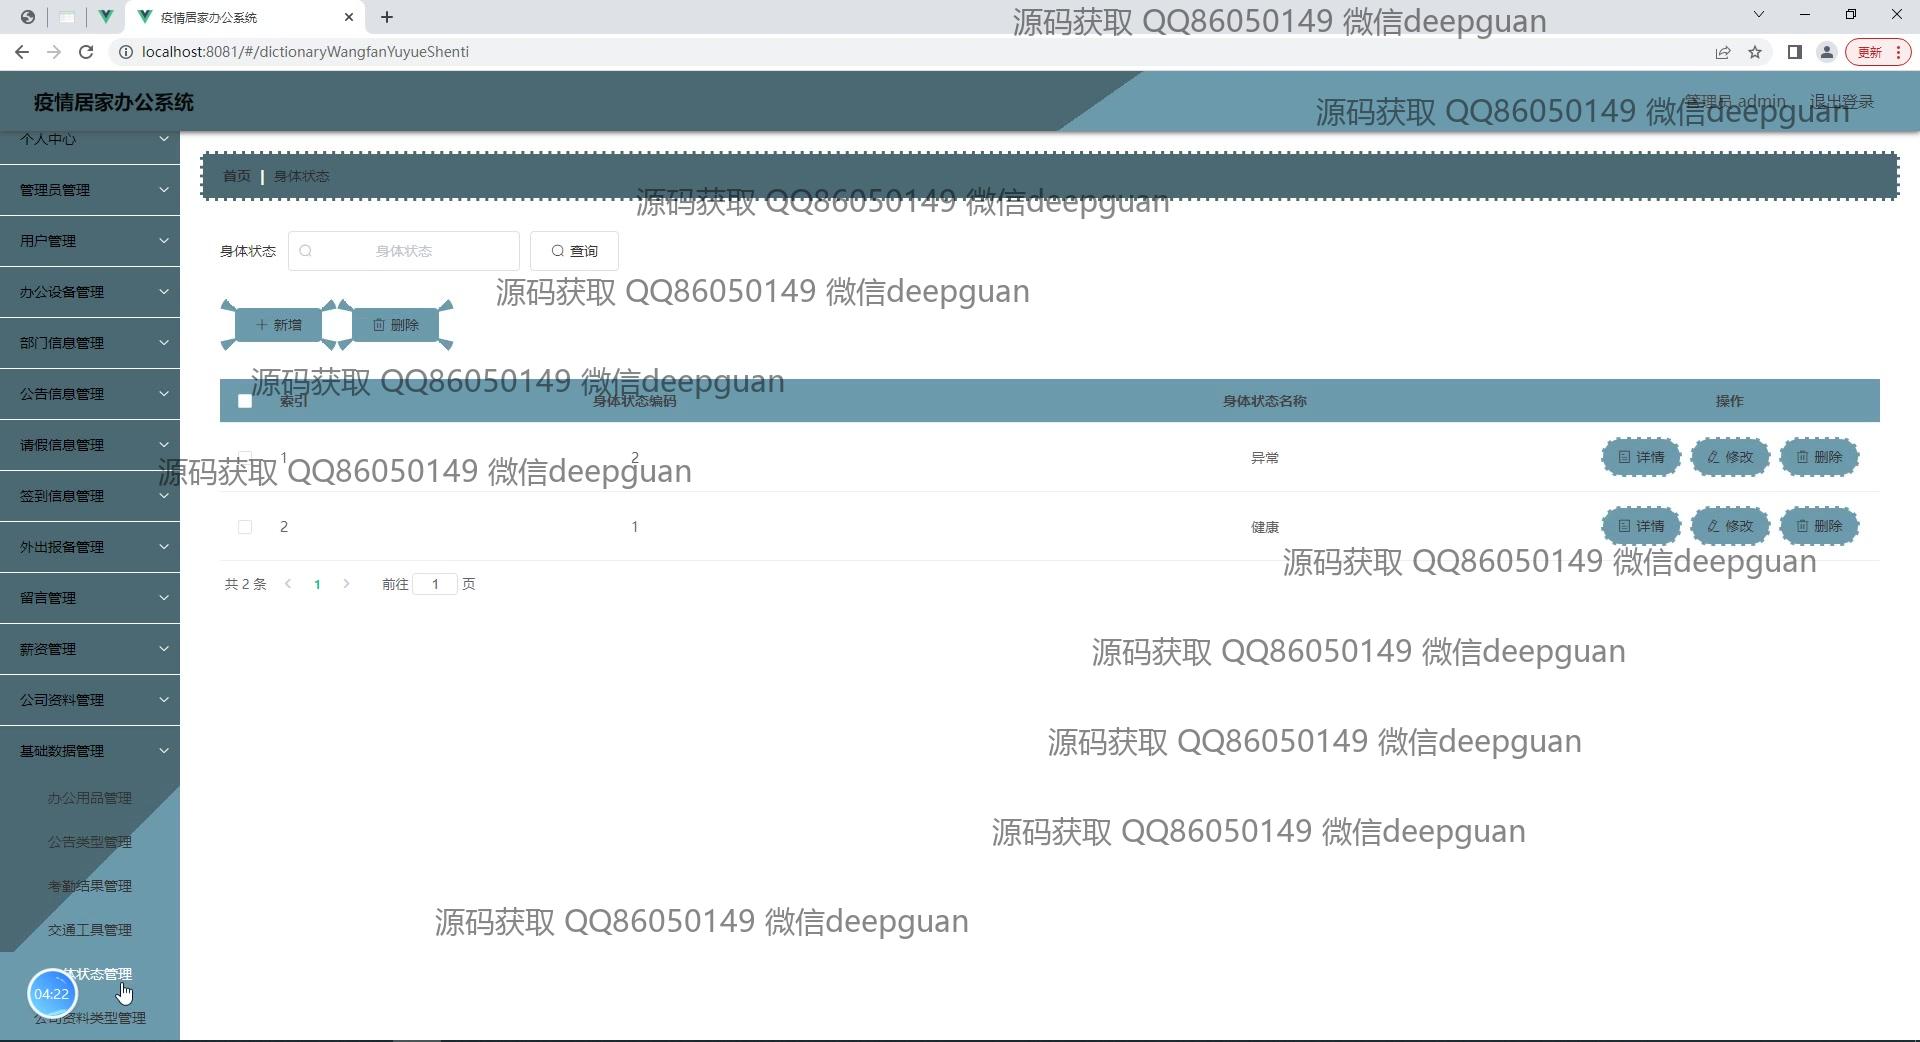 疫情居家办公系统
源码获取 QQ86050149 微信deepguan
localhost:8081/#/dictionaryWangfanYuyueShenti
更新
疫情居家办公系统
管理员 admin
退出登录
源码获取 QQ86050149 微信deepguan
个人中心
管理员管理
用户管理
办公设备管理
部门信息管理
公告信息管理
请假信息管理
签到信息管理
外出报备管理
留言管理
薪资管理
公司资料管理
基础数据管理
办公用品管理
公告类型管理
考勤结果管理
交通工具管理
体状态管理
04:22
公司资料类型管理
首页 | 身体状态
源码获取 QQ86050149 微信deepguan
身体状态 身体状态 查询
源码获取 QQ86050149 微信deepguan
新增 删除
源码获取 QQ86050149 微信deepguan
索引 身体状态编码 身体状态名称 操作
1 2 异常 详情 修改 删除
源码获取 QQ86050149 微信deepguan
2 1 健康 详情 修改 删除
源码获取 QQ86050149 微信deepguan
共 2 条 1 前往 1 页
源码获取 QQ86050149 微信deepguan
源码获取 QQ86050149 微信deepguan
源码获取 QQ86050149 微信deepguan
源码获取 QQ86050149 微信deepguan